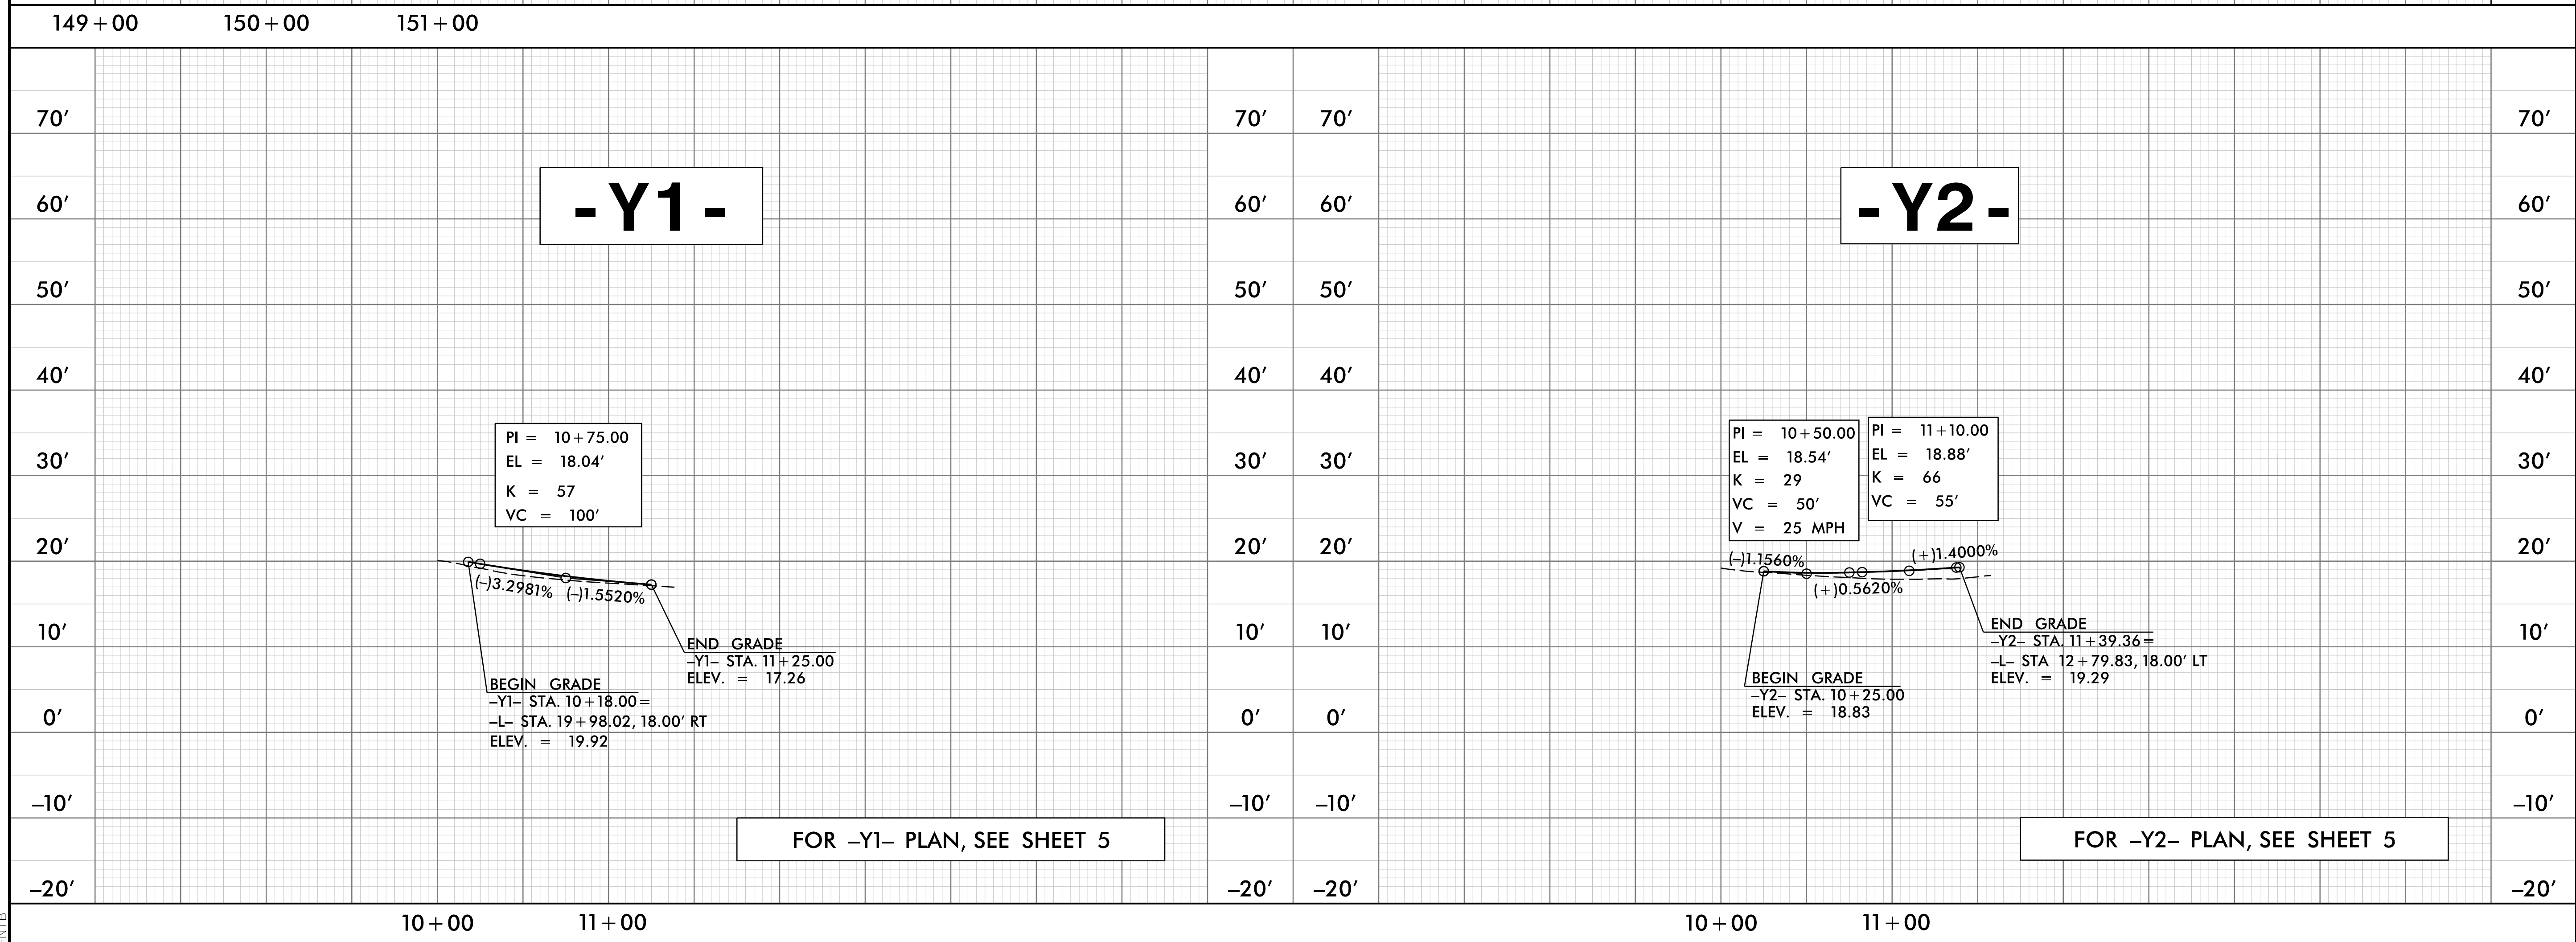 149+00 150+00 151+00
70' 70' 70' 70'
60' 60' 60' 60'
50' 50' 50' 50'
40' 40' 40' 40'
30' 30' 30' 30'
20' 20' 20' 20'
10' 10' 10' 10'
0' 0' 0' 0'
–10' –10' –10' –10'
–20' –20' –20' –20'
-Y1-
PI = 10+75.00
EL = 18.04'
K = 57
VC = 100'
(–)3.2981%
(–)1.5520%
END GRADE
–Y1– STA. 11+25.00
ELEV. = 17.26
BEGIN GRADE
–Y1– STA. 10+18.00=
–L– STA. 19+98.02, 18.00' RT
ELEV. = 19.92
FOR –Y1– PLAN, SEE SHEET 5
10+00 11+00
-Y2-
PI = 10+50.00
EL = 18.54'
K = 29
VC = 50'
V = 25 MPH
PI = 11+10.00
EL = 18.88'
K = 66
VC = 55'
(–)1.1560%
(+)0.5620%
(+)1.4000%
END GRADE
–Y2– STA. 11+39.36=
–L– STA 12+79.83, 18.00' LT
ELEV. = 19.29
BEGIN GRADE
–Y2– STA. 10+25.00
ELEV. = 18.83
FOR –Y2– PLAN, SEE SHEET 5
10+00 11+00